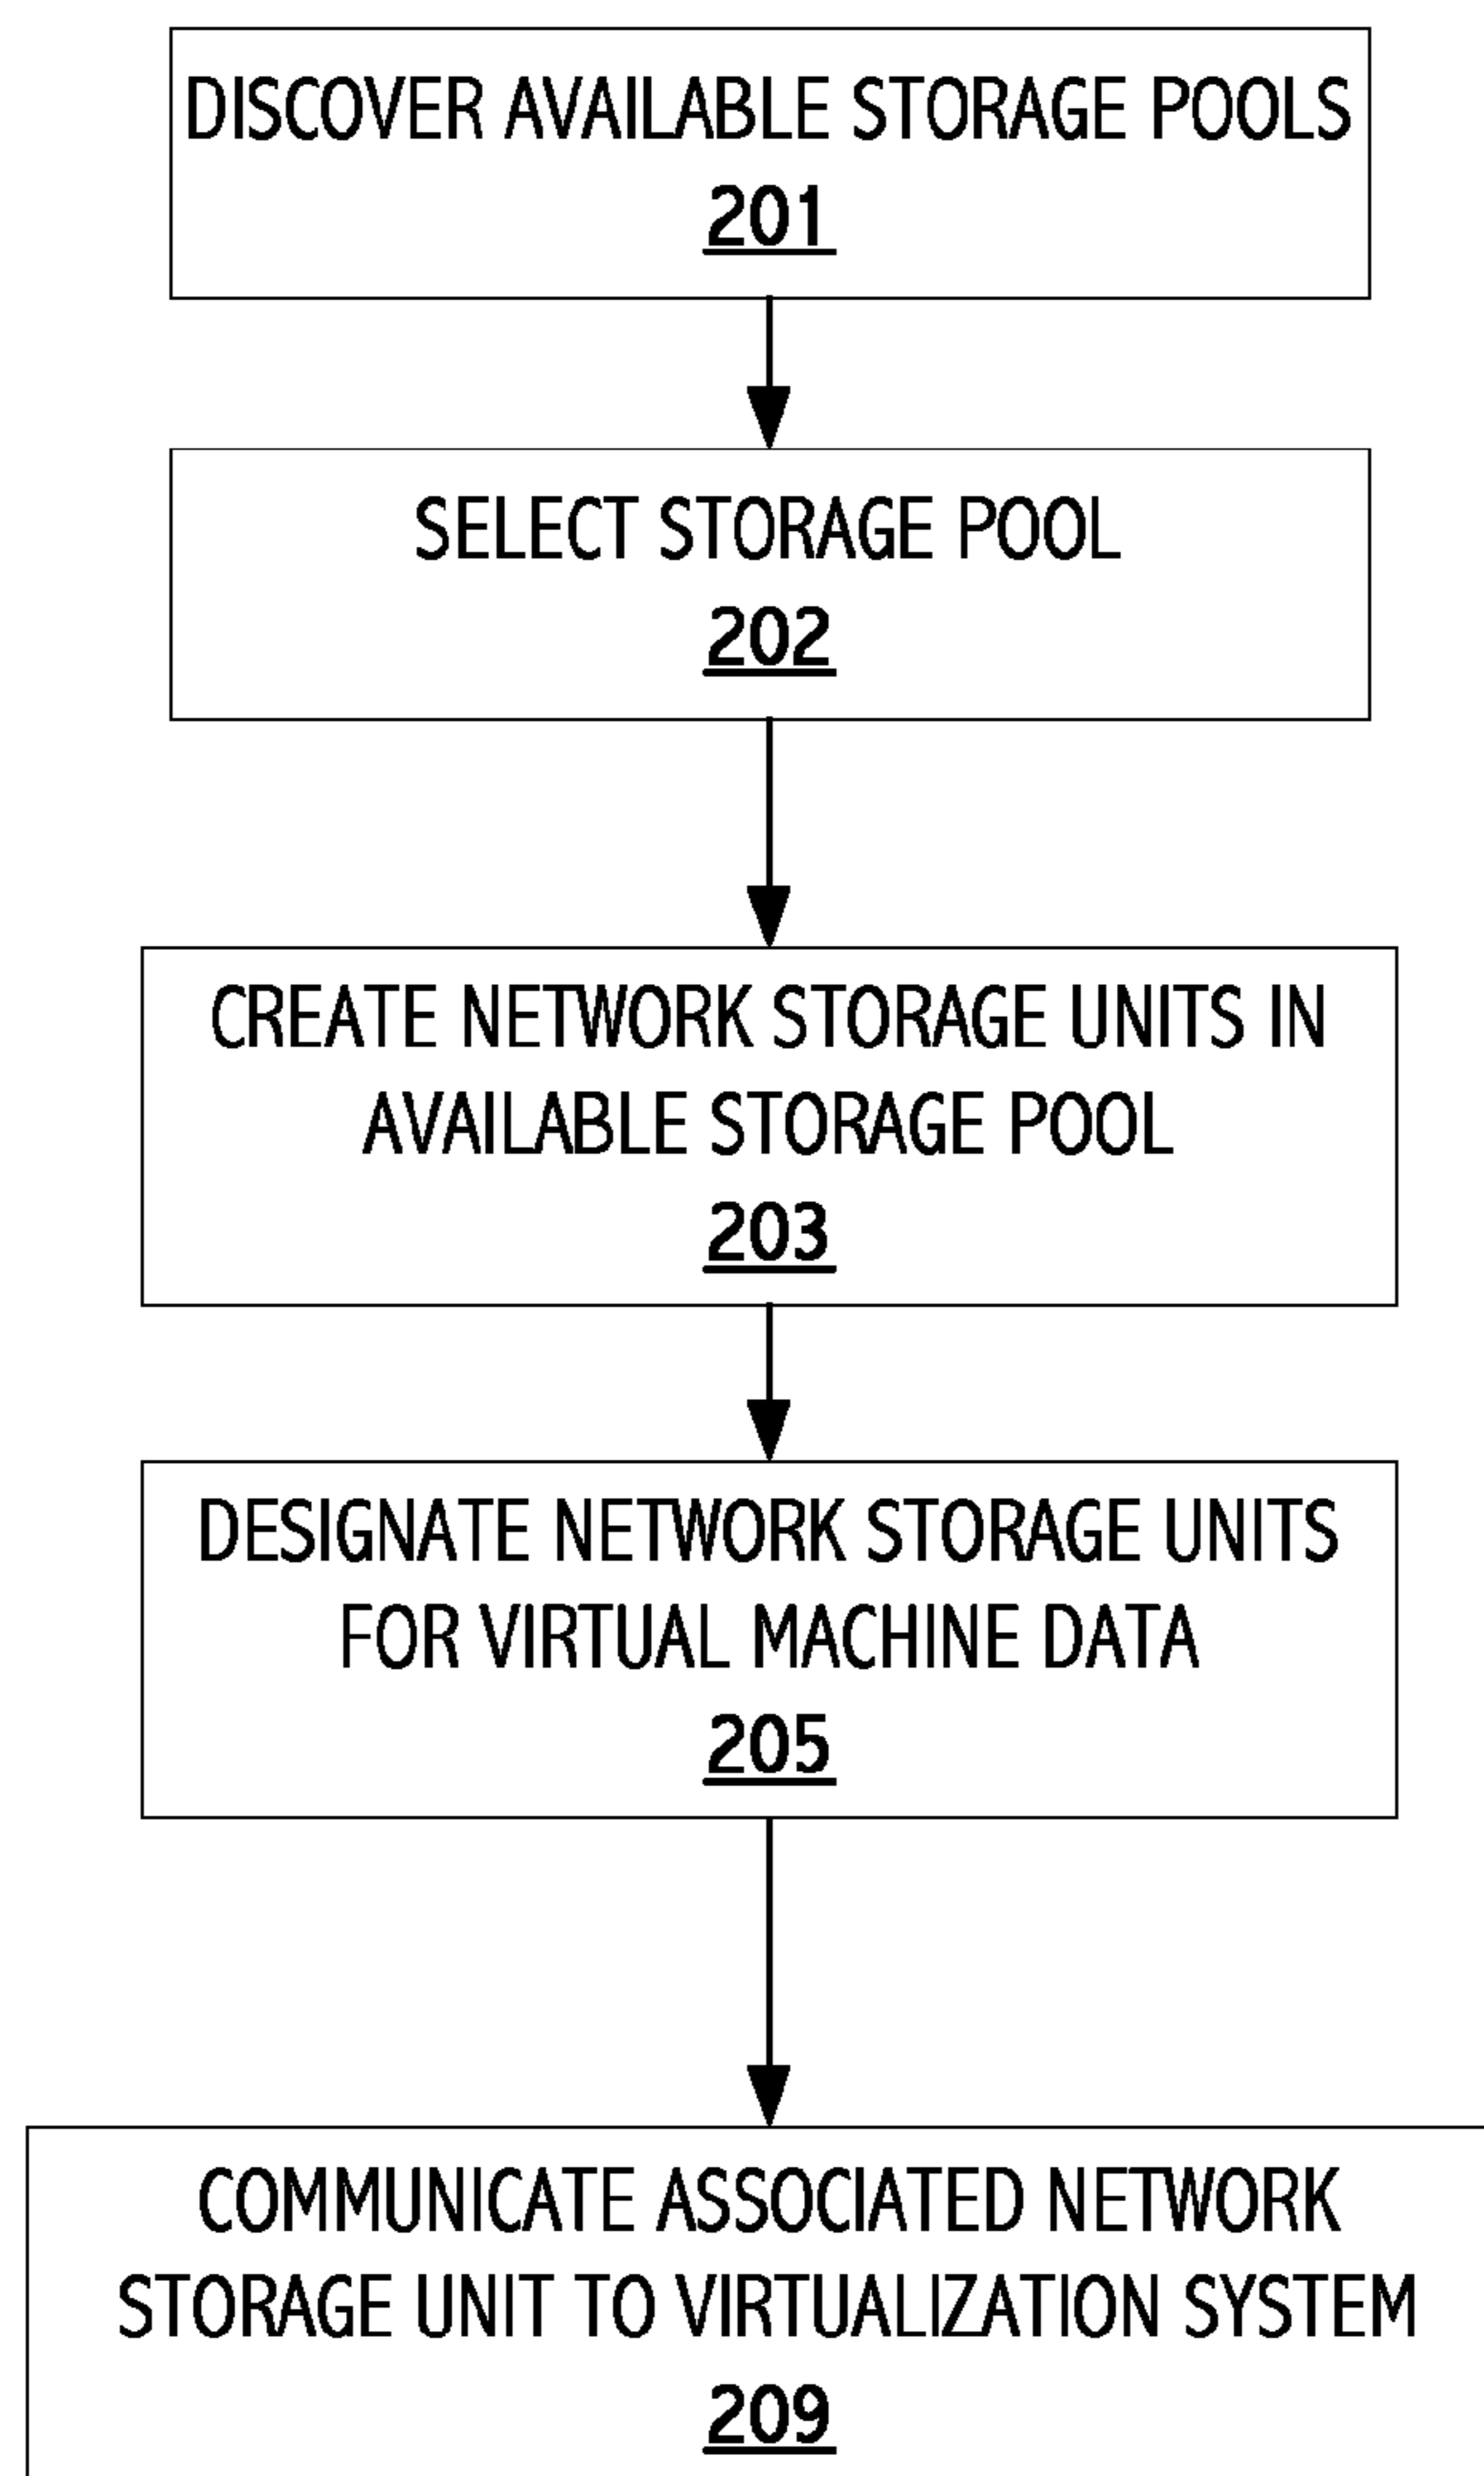 DISCOVER AVAILABLE STORAGE POOLS
201
SELECT STORAGE POOL
202
CREATE NETWORK STORAGE UNITS IN
AVAILABLE STORAGE POOL
203
DESIGNATE NETWORK STORAGE UNITS
FOR VIRTUAL MACHINE DATA
205
COMMUNICATE ASSOCIATED NETWORK
STORAGE UNIT TO VIRTUALIZATION SYSTEM
209